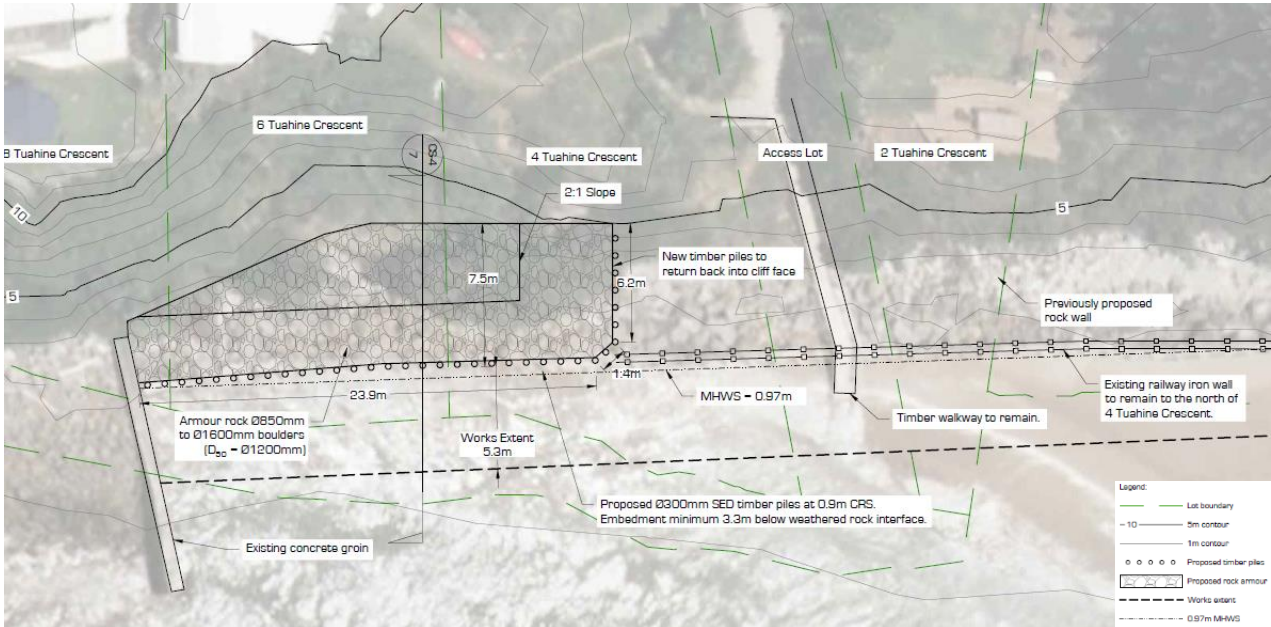 6 Tuahine Crescent
8 Tuahine Crescent
4 Tuahine Crescent
Access Lot
2 Tuahine Crescent
CS4
7
2:1 Slope
10
5
5
7.5m
6.2m
New timber piles to
return back into cliff face
Previously proposed
rock wall
1.4m
23.9m
MHWS = 0.97m
Existing railway iron wall
to remain to the north of
4 Tuahine Crescent.
Armour rock Ø850mm
to Ø1600mm boulders
(D50 = Ø1200mm)
Timber walkway to remain.
Works Extent
5.3m
Proposed Ø300mm SED timber piles at 0.9m CRS.
Embedment minimum 3.3m below weathered rock interface.
Existing concrete groin
Legend:
Lot boundary
10
5m contour
1m contour
Proposed timber piles
Proposed rock armour
Works extent
0.97m MHWS